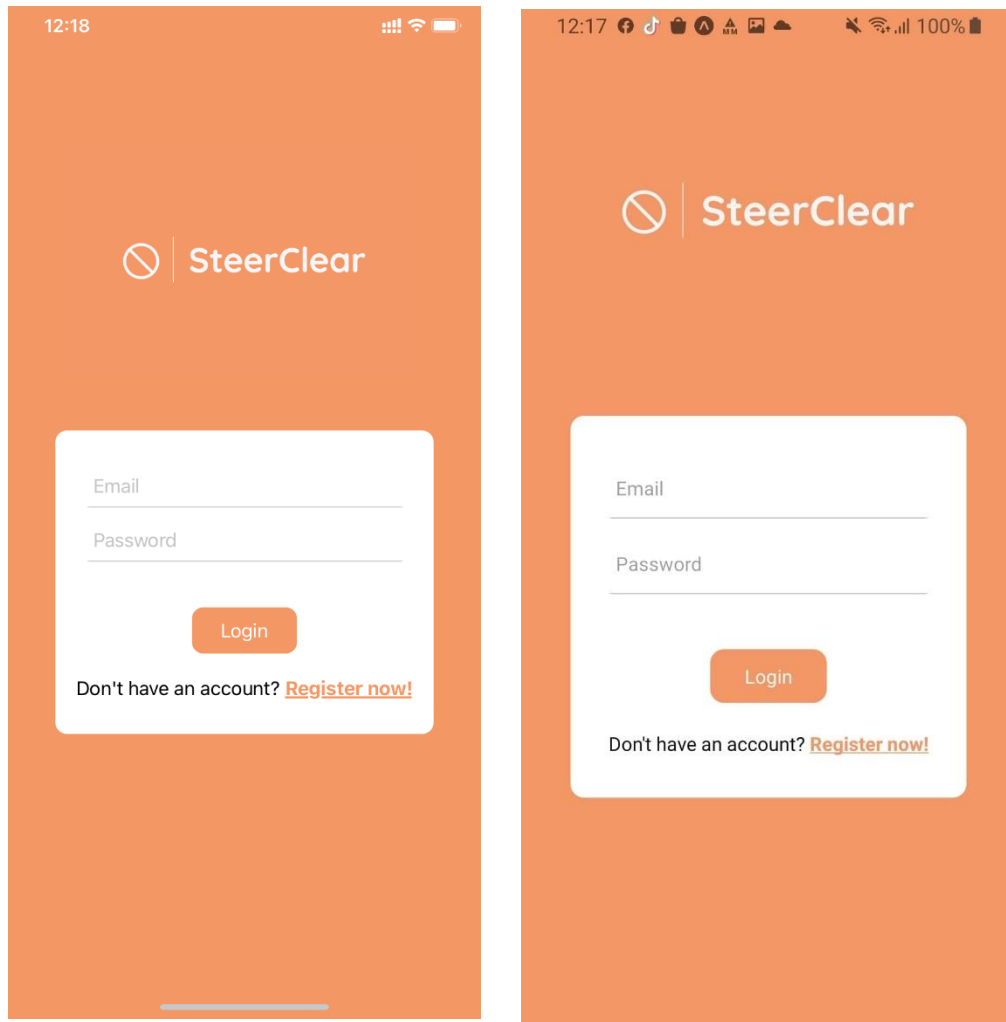 12:18
SteerClear
Email
Password
Login
Don't have an account? Register now!
12:17 100%
SteerClear
Email
Password
Login
Don't have an account? Register now!